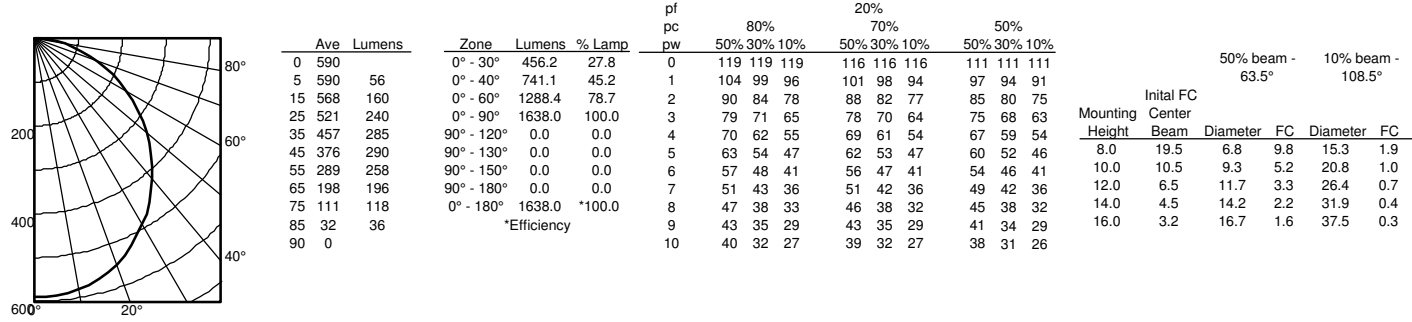 80°
60°
40°
20°
0°
200
400
600
Ave Lumens
0 590
5 590 56
15 568 160
25 521 240
35 457 285
45 376 290
55 289 258
65 198 196
75 111 118
85 32 36
90 0
Zone Lumens % Lamp
0° - 30° 456.2 27.8
0° - 40° 741.1 45.2
0° - 60° 1288.4 78.7
0° - 90° 1638.0 100.0
90° - 120° 0.0 0.0
90° - 130° 0.0 0.0
90° - 150° 0.0 0.0
90° - 180° 0.0 0.0
0° - 180° 1638.0 *100.0
*Efficiency
pf 20%
pc 80% 70% 50%
pw 50% 30% 10% 50% 30% 10% 50% 30% 10%
0 119 119 119 116 116 116 111 111 111
1 104 99 96 101 98 94 97 94 91
2 90 84 78 88 82 77 85 80 75
3 79 71 65 78 70 64 75 68 63
4 70 62 55 69 61 54 67 59 54
5 63 54 47 62 53 47 60 52 46
6 57 48 41 56 47 41 54 46 41
7 51 43 36 51 42 36 49 42 36
8 47 38 33 46 38 32 45 38 32
9 43 35 29 43 35 29 41 34 29
10 40 32 27 39 32 27 38 31 26
50% beam - 10% beam -
63.5° 108.5°
Inital FC
Mounting Center
Height Beam Diameter FC Diameter FC
8.0 19.5 6.8 9.8 15.3 1.9
10.0 10.5 9.3 5.2 20.8 1.0
12.0 6.5 11.7 3.3 26.4 0.7
14.0 4.5 14.2 2.2 31.9 0.4
16.0 3.2 16.7 1.6 37.5 0.3